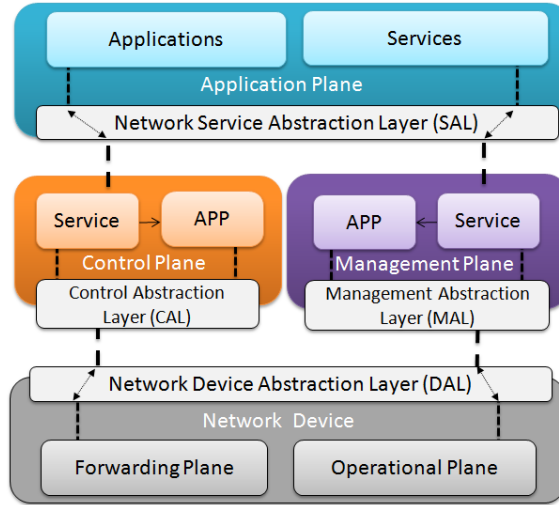 Applications
Services
Application Plane
Network Service Abstraction Layer (SAL)
Service
APP
Control Plane
Control Abstraction
Layer (CAL)
APP
Service
Management Plane
Management Abstraction
Layer (MAL)
Network Device Abstraction Layer (DAL)
Network Device
Forwarding Plane
Operational Plane